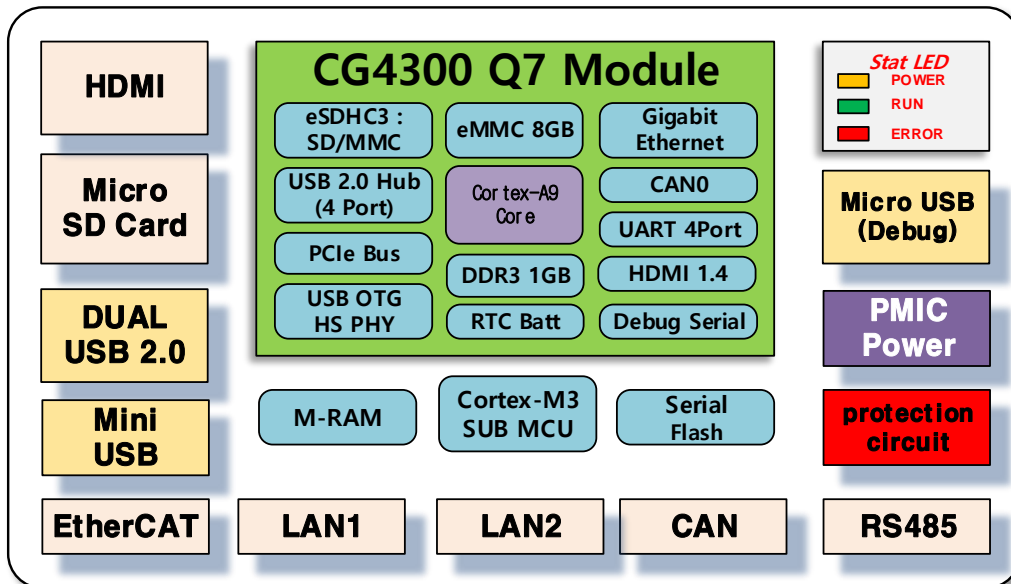 HDMI
Micro
SD Card
DUAL
USB 2.0
Mini
USB
CG4300 Q7 Module
eSDHC3 :
SD/MMC
eMMC 8GB
Gigabit
Ethernet
USB 2.0 Hub
(4 Port)
Cortex-A9
Core
CAN0
UART 4Port
PCIe Bus
DDR3 1GB
HDMI 1.4
USB OTG
HS PHY
RTC Batt
Debug Serial
M-RAM
Cortex-M3
SUB MCU
Serial
Flash
Stat LED
POWER
RUN
ERROR
Micro USB
(Debug)
PMIC
Power
protection
circuit
EtherCAT
LAN1
LAN2
CAN
RS485